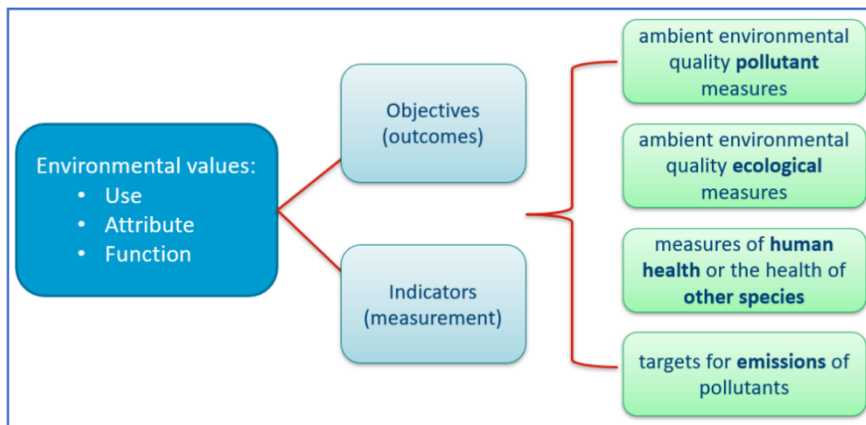 Environmental values:
• Use
• Attribute
• Function
Objectives
(outcomes)
Indicators
(measurement)
ambient environmental
quality pollutant
measures
ambient environmental
quality ecological
measures
measures of human
health or the health of
other species
targets for emissions of
pollutants